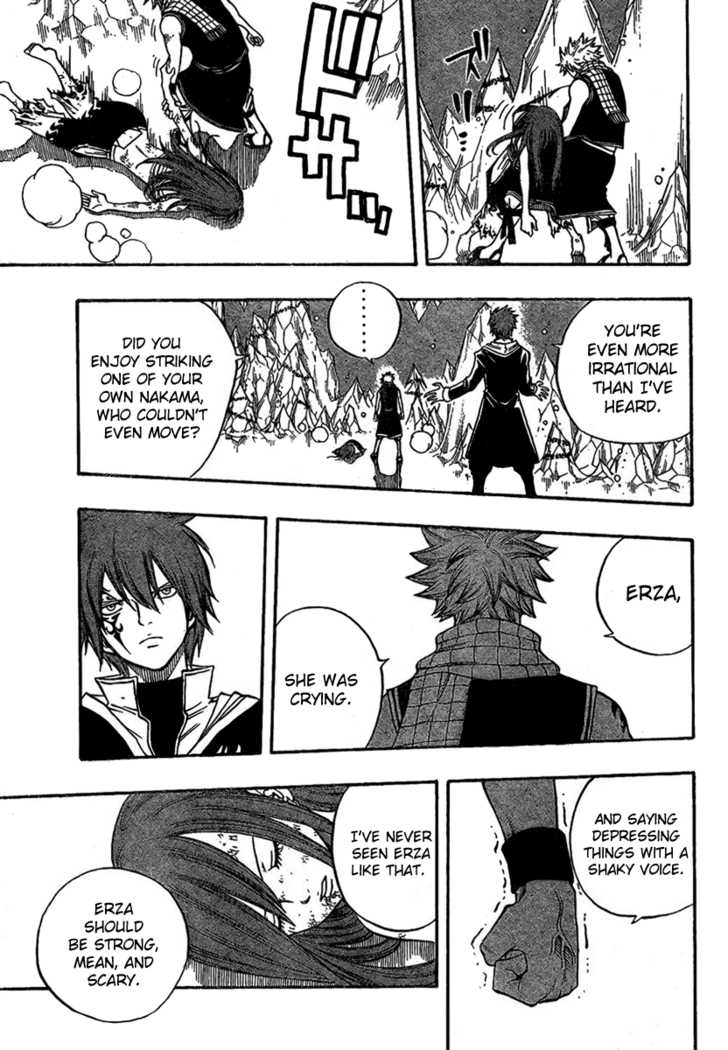 YOU'RE
EVEN MORE
IRRATIONAL
THAN I'VE
HEARD.
........
DID YOU
ENJOY STRIKING
ONE OF YOUR
OWN NAKAMA,
WHO COULDN'T
EVEN MOVE?
ERZA,
SHE WAS
CRYING.
AND SAYING
DEPRESSING
THINGS WITH A
SHAKY VOICE.
I'VE NEVER
SEEN ERZA
LIKE THAT.
ERZA
SHOULD
BE STRONG,
MEAN, AND
SCARY.